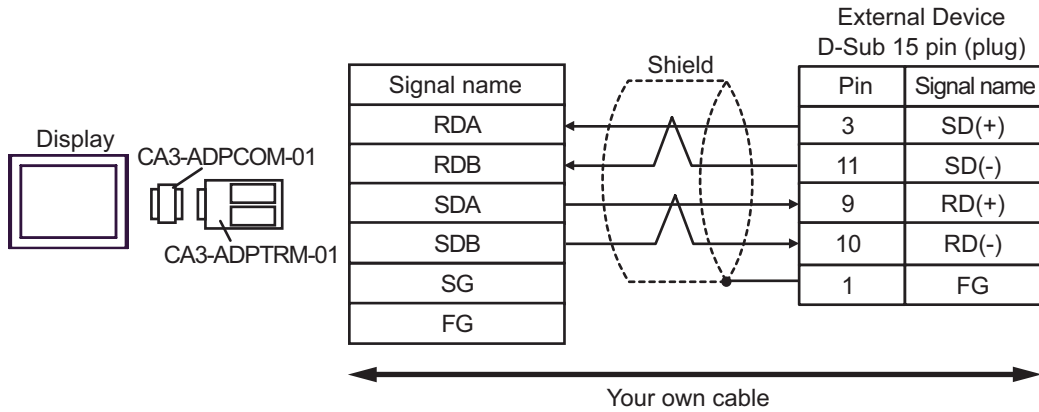 External Device
D-Sub 15 pin (plug)
Shield
Signal name
Pin
Signal name
RDA
3
SD(+)
Display
CA3-ADPCOM-01
RDB
11
SD(-)
SDA
9
RD(+)
CA3-ADPTRM-01
SDB
10
RD(-)
SG
1
FG
FG
Your own cable